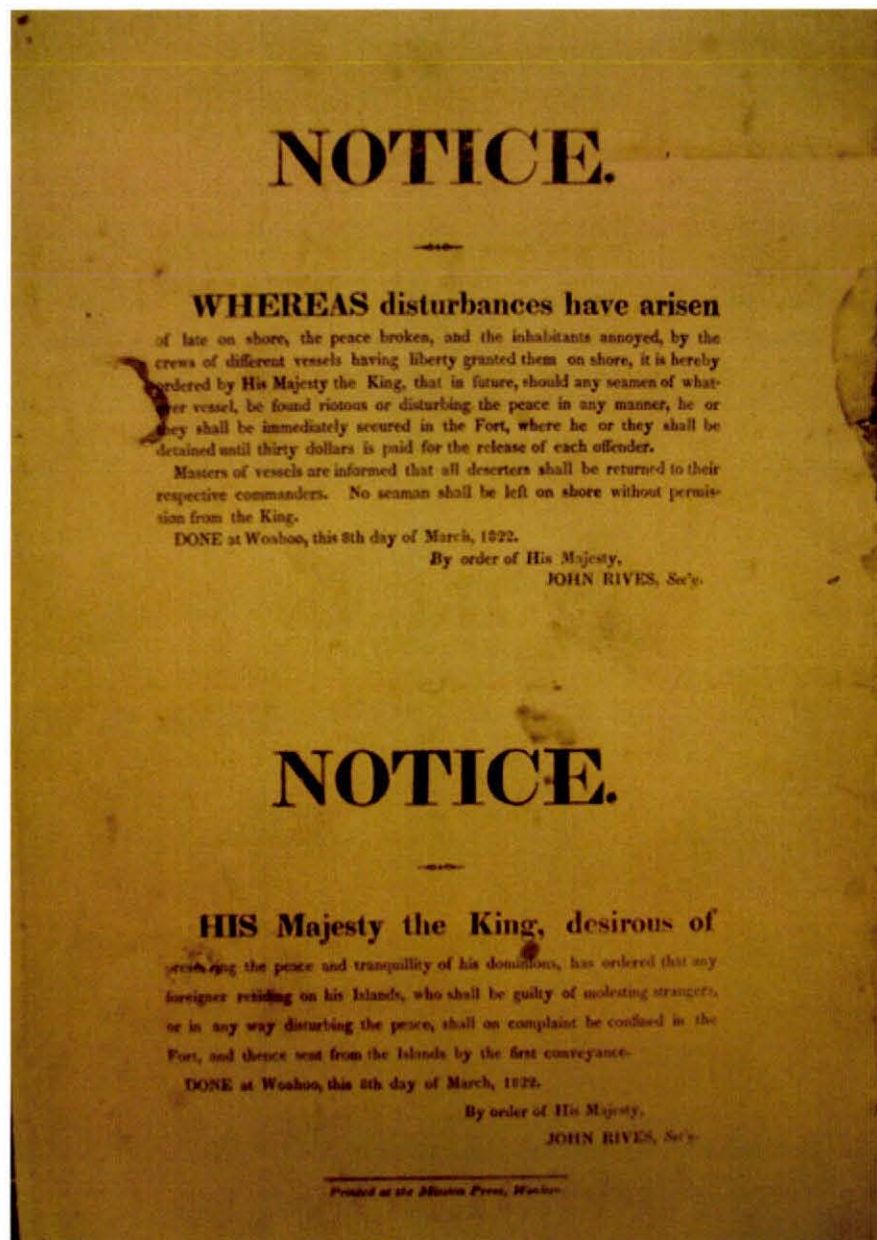 NOTICE.
WHEREAS disturbances have arisen
of late on shore, the peace broken, and the inhabitants annoyed, by the
crews of different vessels having liberty granted them on shore, it is hereby
ordered by His Majesty the King, that in future, should any seamen of what-
ver vessel, be found riotous or disturbing the peace in any manner, he or
they shall be immediately secured in the Fort, where he or they shall be
detained until thirty dollars is paid for the release of each offender.
Masters of vessels are informed that all deserters shall be returned to their
respective commanders. No seaman shall be left on shore without permis-
sion from the King.
DONE at Woahoo, this 8th day of March, 1822.
By order of His Majesty,
JOHN RIVES, Sec'y.
NOTICE.
HIS Majesty the King, desirous of
preserving the peace and tranquillity of his dominions, has ordered that any
foreigner residing on his Islands, who shall be guilty of molesting strangers,
or in any way disturbing the peace, shall on complaint be confined in the
Fort, and thence sent from the Islands by the first conveyance.
DONE at Woahoo, this 8th day of March, 1822.
By order of His Majesty,
JOHN RIVES, Sec'y.
Printed at the Mission Press, Woahoo.